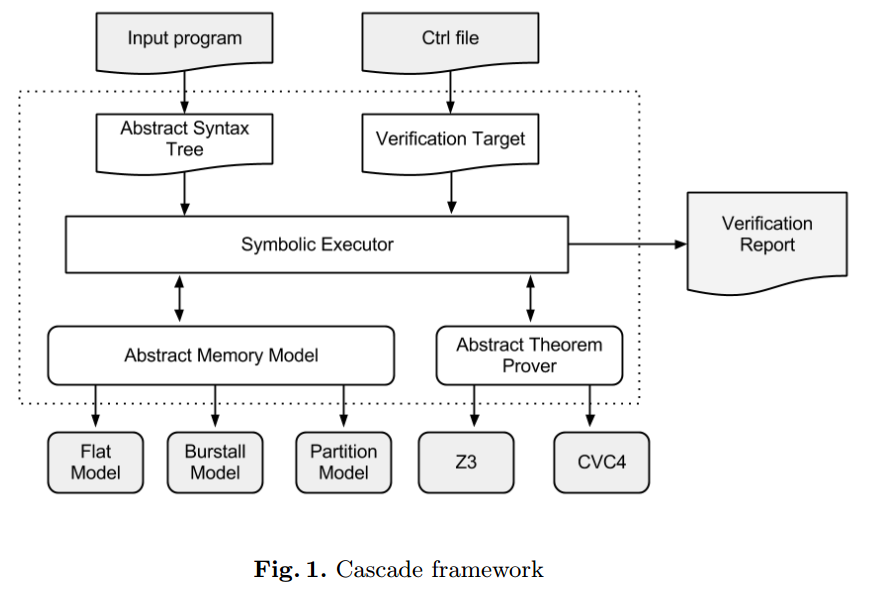 Input program
Ctrl file
Abstract Syntax
Tree
Verification Target
Symbolic Executor
Verification
Report
Abstract Memory Model
Abstract Theorem
Prover
Flat
Model
Burstall
Model
Partition
Model
Z3
CVC4
Fig. 1. Cascade framework